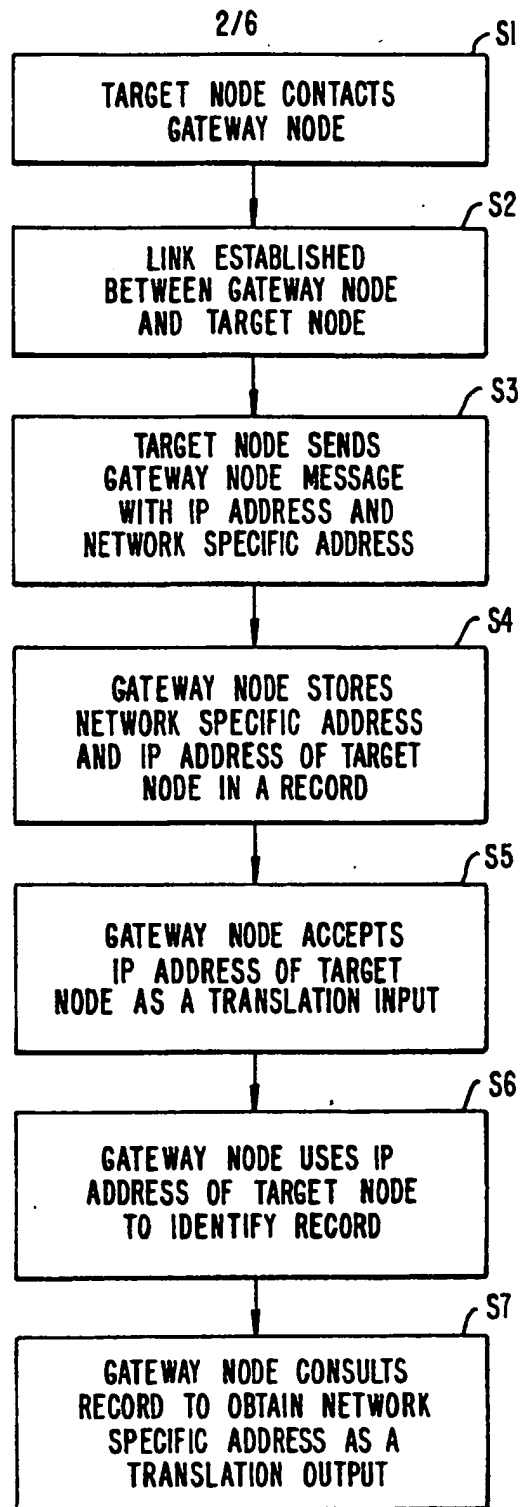 2/6
S1
TARGET NODE CONTACTS
GATEWAY NODE
S2
LINK ESTABLISHED
BETWEEN GATEWAY NODE
AND TARGET NODE
S3
TARGET NODE SENDS
GATEWAY NODE MESSAGE
WITH IP ADDRESS AND
NETWORK SPECIFIC ADDRESS
S4
GATEWAY NODE STORES
NETWORK SPECIFIC ADDRESS
AND IP ADDRESS OF TARGET
NODE IN A RECORD
S5
GATEWAY NODE ACCEPTS
IP ADDRESS OF TARGET
NODE AS A TRANSLATION INPUT
S6
GATEWAY NODE USES IP
ADDRESS OF TARGET NODE
TO IDENTIFY RECORD
S7
GATEWAY NODE CONSULTS
RECORD TO OBTAIN NETWORK
SPECIFIC ADDRESS AS A
TRANSLATION OUTPUT